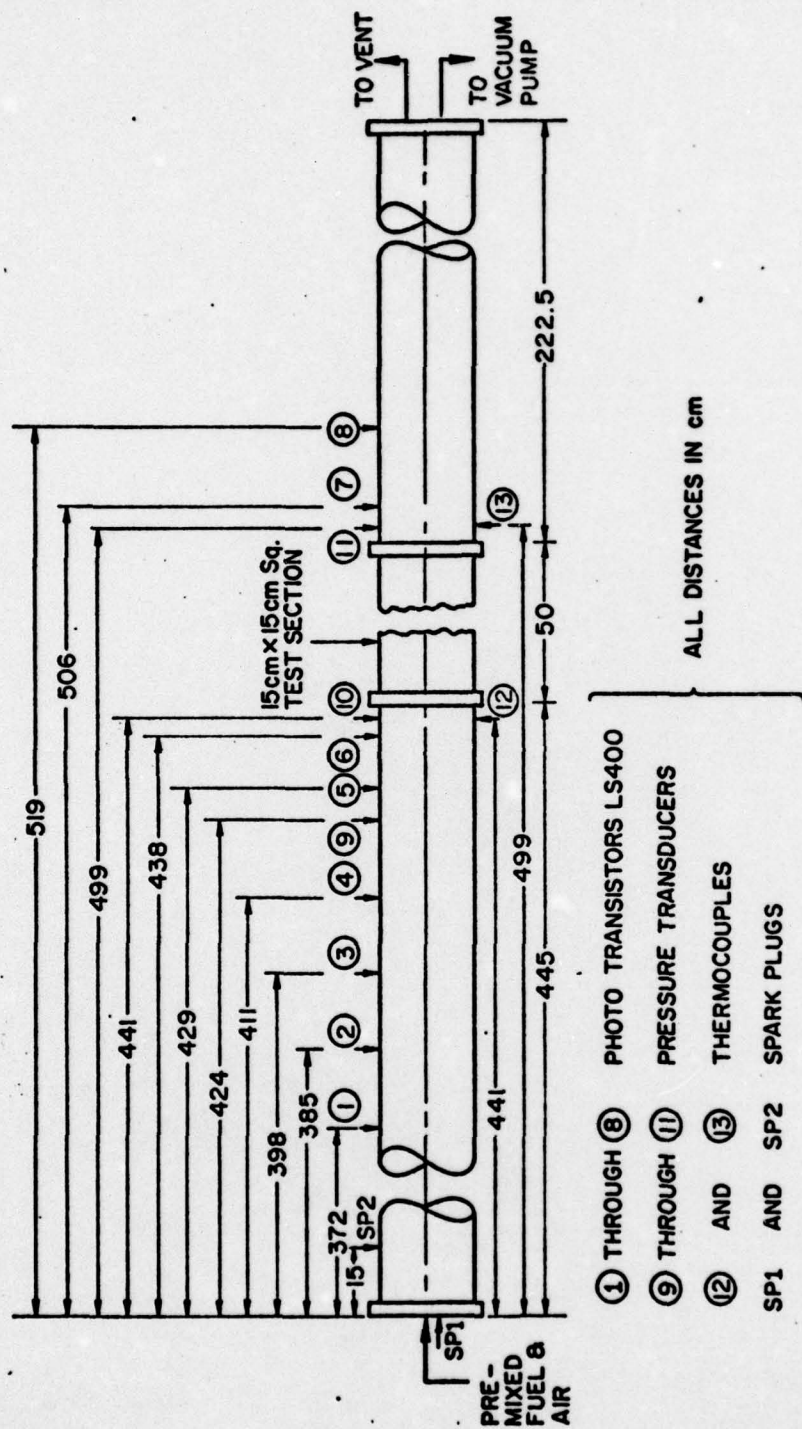 519
506
499
441
438
429
424
411
398
385
372
15
SP2
15cm x 15cm Sq.
TEST SECTION
TO VENT
TO
VACUUM
PUMP
① ② ③ ④ ⑨ ⑤ ⑥ ⑩ ⑪ ⑦ ⑧
SP1
PRE-
MIXED
FUEL &
AIR
⑫ ⑬
441
499
445
50
222.5
① THROUGH ⑧ PHOTO TRANSISTORS LS400
⑨ THROUGH ⑪ PRESSURE TRANSDUCERS
⑫ AND ⑬ THERMOCOUPLES
SP1 AND SP2 SPARK PLUGS
ALL DISTANCES IN cm